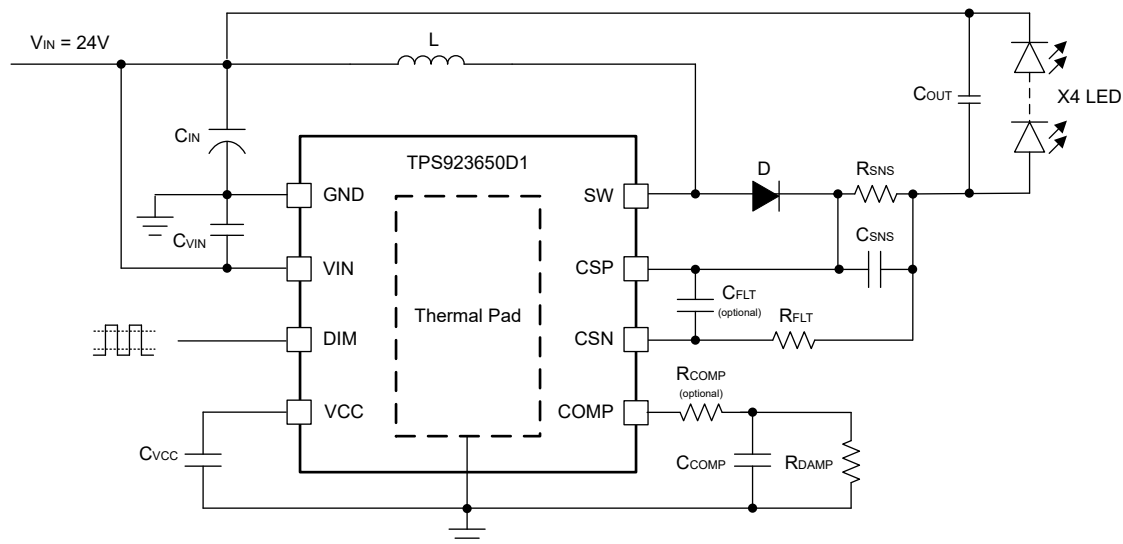 VIN = 24V
L
COUT
X4 LED
CIN
TPS923650D1
GND
SW
D
RSNS
CVIN
CSNS
VIN
CSP
CFLT
(optional)
Thermal Pad
RFLT
DIM
CSN
RCOMP
(optional)
VCC
COMP
CVCC
CCOMP
RDAMP